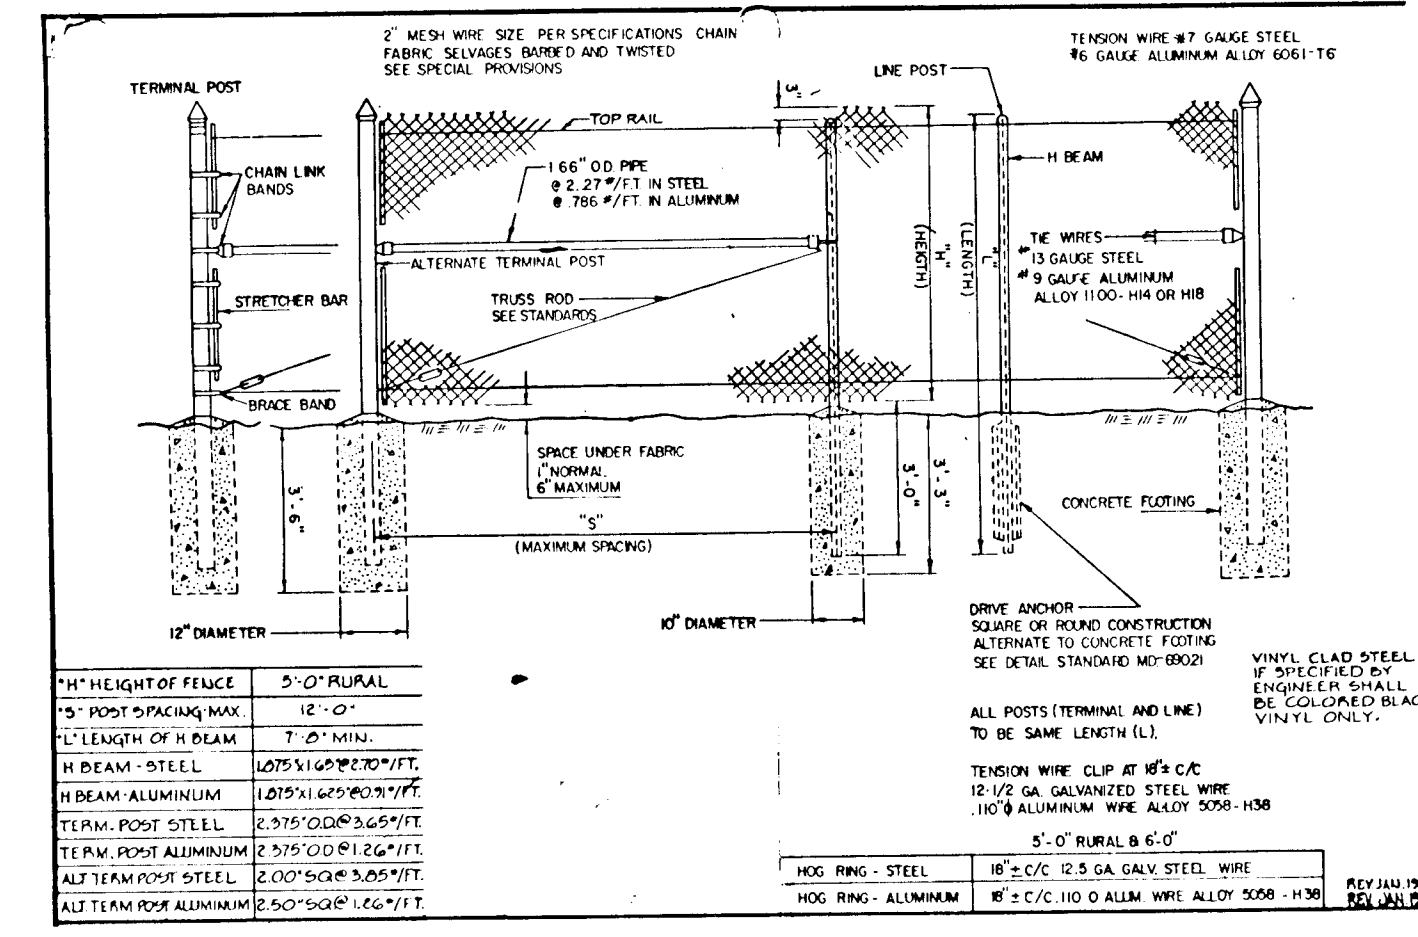 2" MESH WIRE SIZE PER SPECIFICATIONS CHAIN
FABRIC SELVAGES BARBED AND TWISTED
SEE SPECIAL PROVISIONS
TENSION WIRE #7 GAUGE STEEL
#6 GAUGE ALUMINUM ALLOY 6061-T6
TERMINAL POST
LINE POST
3"
TOP RAIL
H BEAM
CHAIN LINK
BANDS
1.66" O.D. PIPE
@ 2.27 #/FT. IN STEEL
@ .786 #/FT. IN ALUMINUM
"H"
(HEIGTH)
"L"
(LENGTH)
TIE WIRES
#13 GAUGE STEEL
#9 GAUGE ALUMINUM
ALLOY 1100-H14 OR H18
ALTERNATE TERMINAL POST
STRETCHER BAR
TRUSS ROD
SEE STANDARDS
BRACE BAND
SPACE UNDER FABRIC
1" NORMAL
6" MAXIMUM
3'-6"
3'-0"
3'-3"
"S"
(MAXIMUM SPACING)
CONCRETE FOOTING
12" DIAMETER
10" DIAMETER
DRIVE ANCHOR
SQUARE OR ROUND CONSTRUCTION
ALTERNATE TO CONCRETE FOOTING
SEE DETAIL STANDARD MD-690.21
VINYL CLAD STEEL
IF SPECIFIED BY
ENGINEER SHALL
BE COLORED BLAC
VINYL ONLY.
ALL POSTS (TERMINAL AND LINE)
TO BE SAME LENGTH (L).
TENSION WIRE CLIP AT 18"± C/C
12-1/2 GA. GALVANIZED STEEL WIRE
.110"ϕ ALUMINUM WIRE ALLOY 5058-H38
"H" HEIGHT OF FENCE 5'-0" RURAL
"S" POST SPACING-MAX. 12'-0"
"L" LENGTH OF H BEAM 7'-8" MIN.
H BEAM-STEEL 1.875"X1.65"@2.70#/FT.
H BEAM-ALUMINUM 1.875"X1.625"@0.91#/FT.
TERM. POST STEEL 2.375"O.D.@3.65#/FT.
TERM. POST ALUMINUM 2.375"OD@1.26#/FT.
ALT TERM POST STEEL 2.00"SQ@3.85#/FT.
ALT. TERM POST ALUMINUM 2.50"SQ@1.26#/FT.
5'-0" RURAL & 6'-0"
HOG RING - STEEL 18"± C/C 12.5 GA. GALV. STEEL WIRE
HOG RING - ALUMINUM 18"± C/C .110 O ALUM. WIRE ALLOY 5058 - H38
REV JAN. 19
REV. JAN.